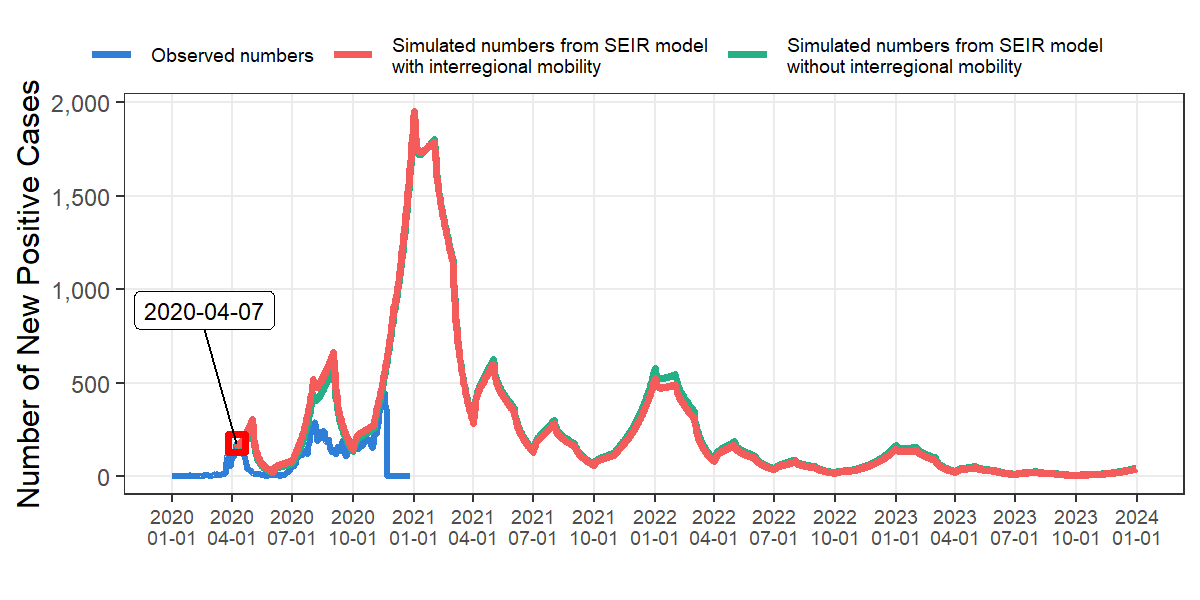 Observed numbers
Simulated numbers from SEIR model
with interregional mobility
Simulated numbers from SEIR model
without interregional mobility
Number of New Positive Cases
2,000
1,500
1,000
500
0
2020-04-07
2020 2020 2020 2020 2021 2021 2021 2021 2022 2022 2022 2022 2023 2023 2023 2023 2024
01-01 04-01 07-01 10-01 01-01 04-01 07-01 10-01 01-01 04-01 07-01 10-01 01-01 04-01 07-01 10-01 01-01